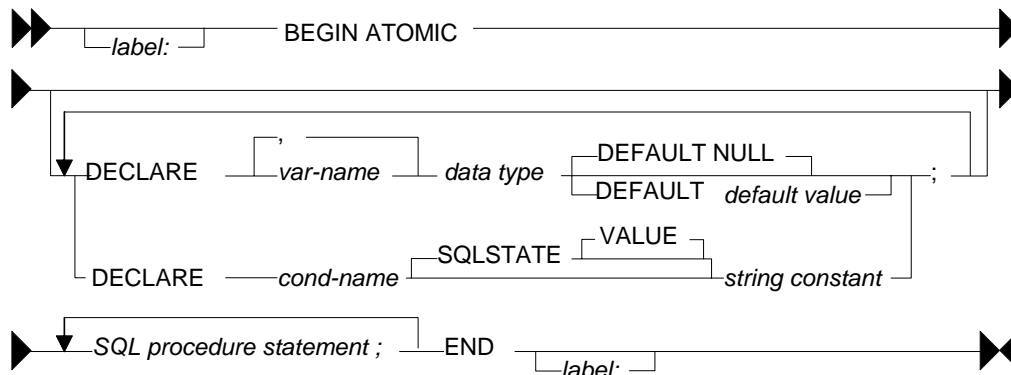 label: BEGIN ATOMIC
,
DECLARE var-name data type DEFAULT NULL ;
DEFAULT default value
DECLARE cond-name SQLSTATE VALUE string constant
SQL procedure statement ; END label: